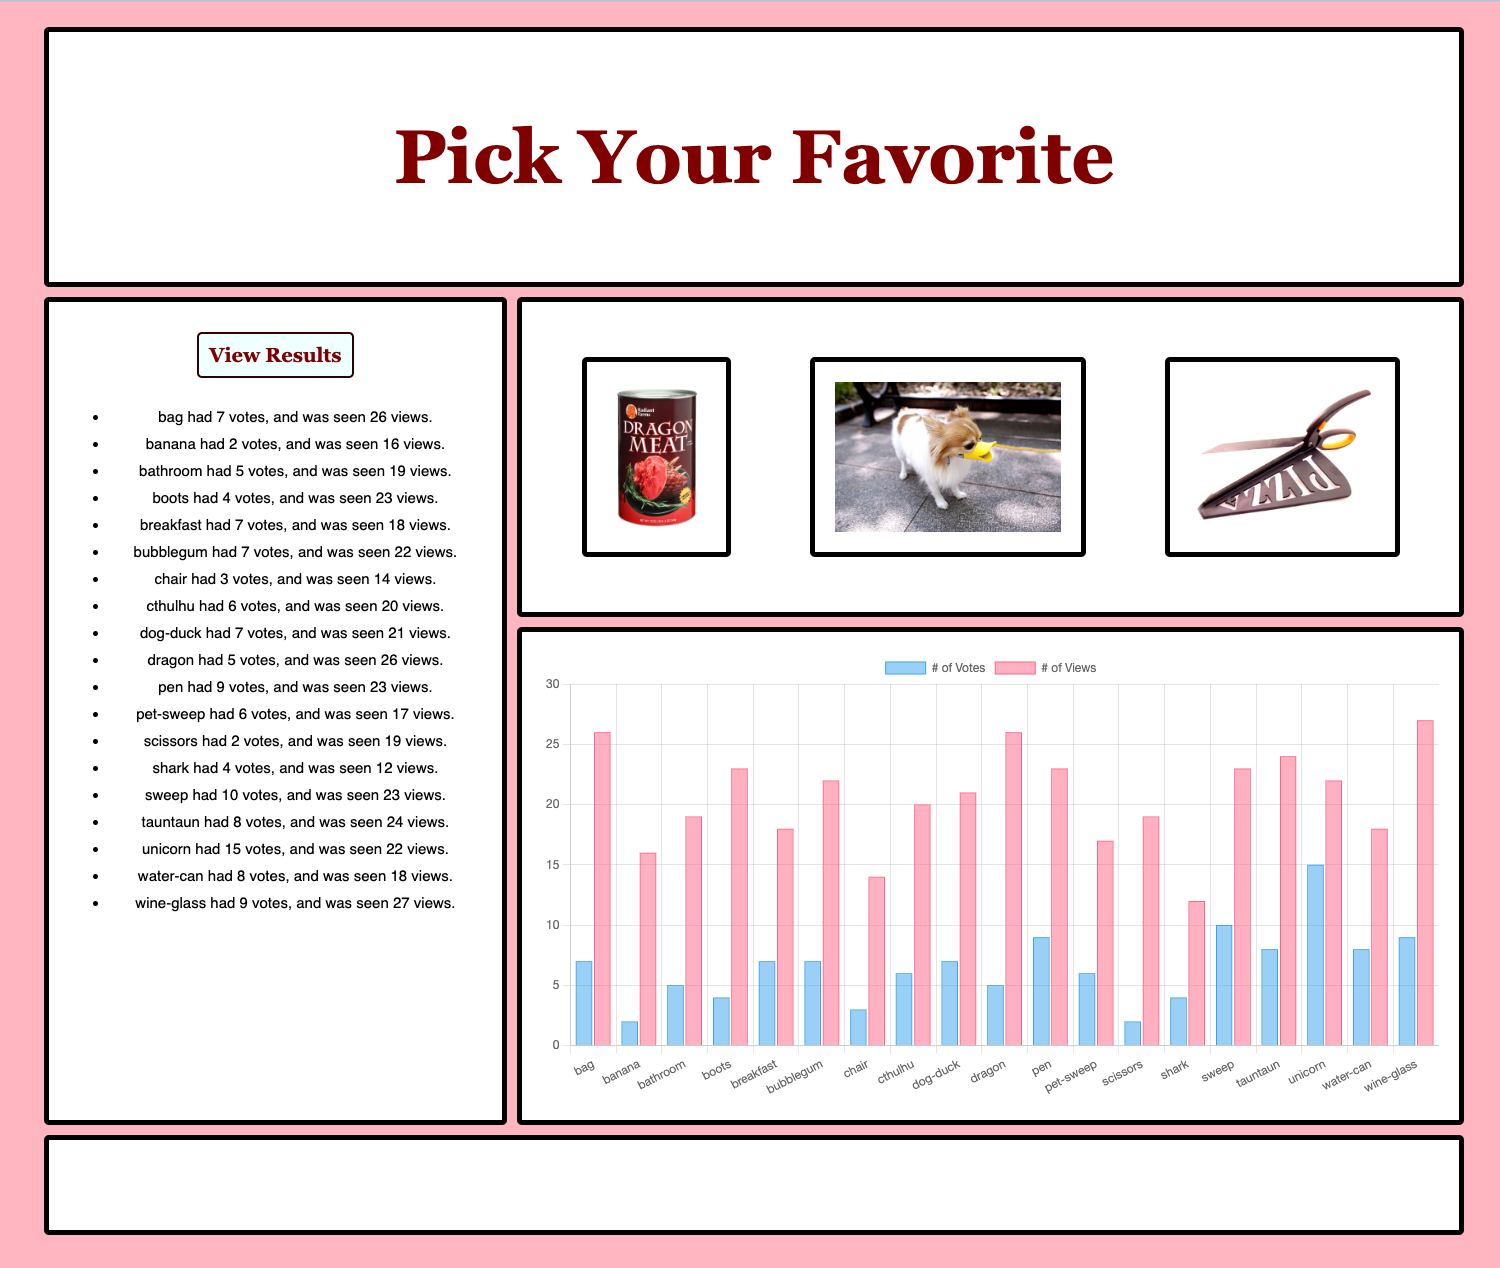 Pick Your Favorite
View Results
bag had 7 votes, and was seen 26 views.
banana had 2 votes, and was seen 16 views.
bathroom had 5 votes, and was seen 19 views.
boots had 4 votes, and was seen 23 views.
breakfast had 7 votes, and was seen 18 views.
bubblegum had 7 votes, and was seen 22 views.
chair had 3 votes, and was seen 14 views.
cthulhu had 6 votes, and was seen 20 views.
dog-duck had 7 votes, and was seen 21 views.
dragon had 5 votes, and was seen 26 views.
pen had 9 votes, and was seen 23 views.
pet-sweep had 6 votes, and was seen 17 views.
scissors had 2 votes, and was seen 19 views.
shark had 4 votes, and was seen 12 views.
sweep had 10 votes, and was seen 23 views.
tauntaun had 8 votes, and was seen 24 views.
unicorn had 15 votes, and was seen 22 views.
water-can had 8 votes, and was seen 18 views.
wine-glass had 9 votes, and was seen 27 views.
Radiant
Farms
DRAGON
MEAT
PIZZA
# of Votes # of Views
30
25
20
15
10
5
0
bag banana bathroom boots breakfast bubblegum chair cthulhu dog-duck dragon pen pet-sweep scissors shark sweep tauntaun unicorn water-can wine-glass